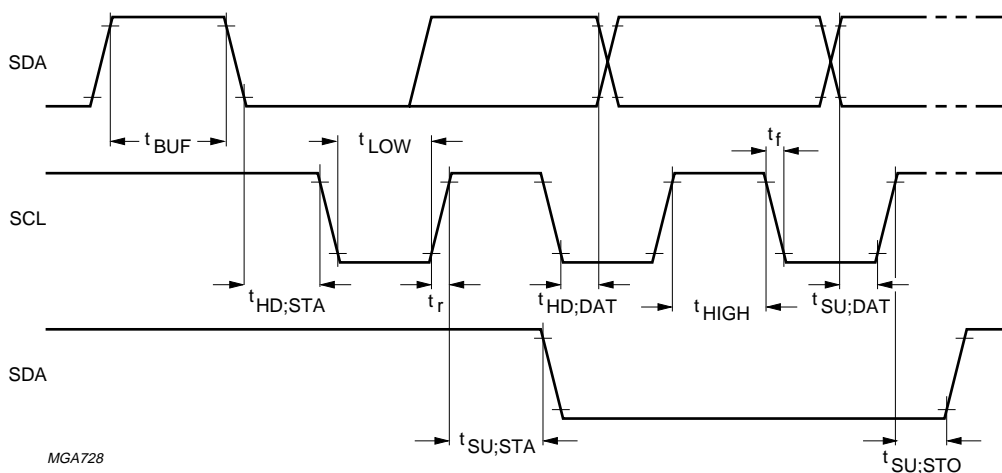 SDA
t BUF
t LOW
t f
SCL
t HD;STA
t r
t HD;DAT
t HIGH
t SU;DAT
SDA
t SU;STA
t SU;STO
MGA728